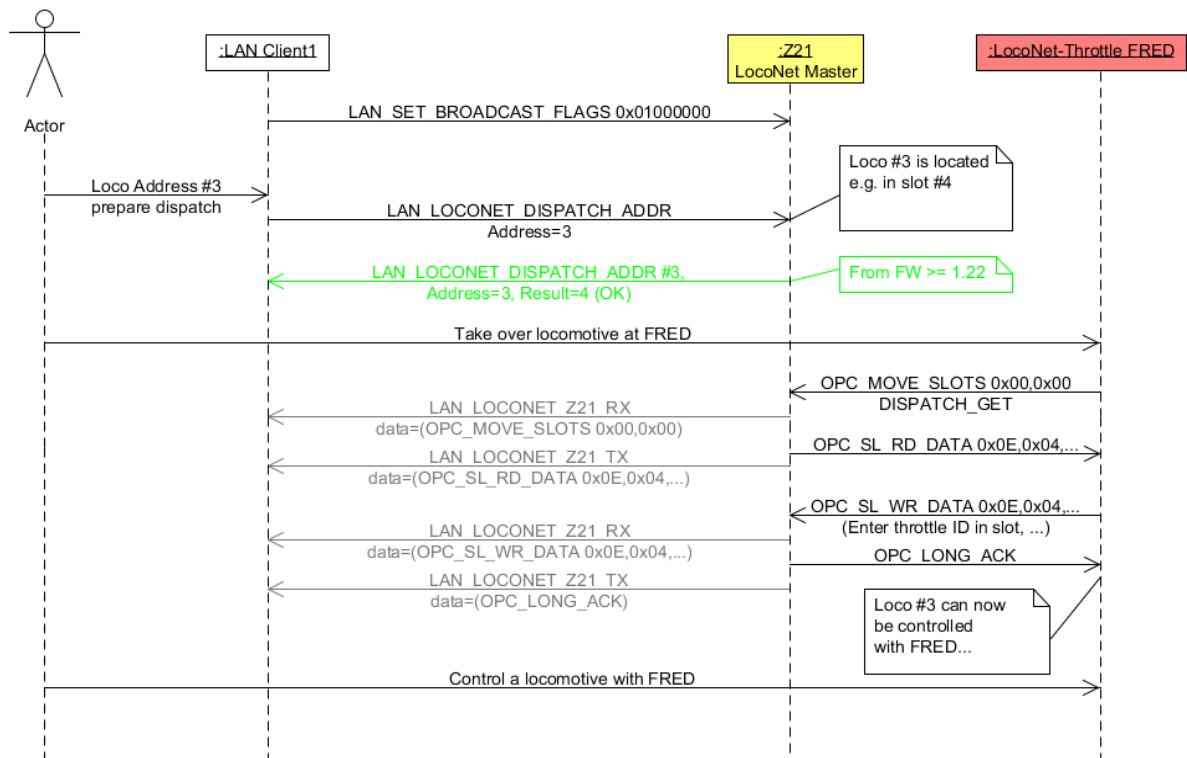 :LAN Client1
:Z21
LocoNet Master
:LocoNet-Throttle FRED
Actor
LAN_SET_BROADCAST_FLAGS 0x01000000
Loco Address #3
prepare dispatch
Loco #3 is located
e.g. in slot #4
LAN_LOCONET_DISPATCH_ADDR
Address=3
LAN_LOCONET_DISPATCH_ADDR #3,
Address=3, Result=4 (OK)
From FW >= 1.22
Take over locomotive at FRED
OPC_MOVE_SLOTS 0x00,0x00
DISPATCH_GET
LAN_LOCONET_Z21_RX
data=(OPC_MOVE_SLOTS 0x00,0x00)
OPC_SL_RD_DATA 0x0E,0x04,...
LAN_LOCONET_Z21_TX
data=(OPC_SL_RD_DATA 0x0E,0x04,...)
OPC_SL_WR_DATA 0x0E,0x04,...
(Enter throttle ID in slot, ...)
LAN_LOCONET_Z21_RX
data=(OPC_SL_WR_DATA 0x0E,0x04,...)
OPC_LONG_ACK
LAN_LOCONET_Z21_TX
data=(OPC_LONG_ACK)
Loco #3 can now
be controlled
with FRED...
Control a locomotive with FRED